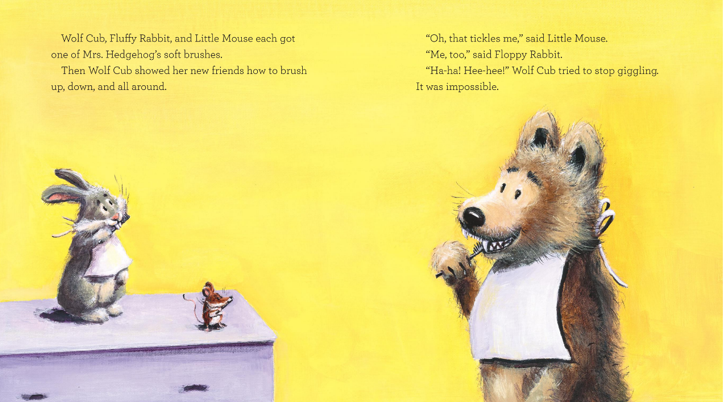 Wolf Cub, Fluffy Rabbit, and Little Mouse each got
one of Mrs. Hedgehog’s soft brushes.
Then Wolf Cub showed her new friends how to brush
up, down, and all around.
“Oh, that tickles me,” said Little Mouse.
“Me, too,” said Floppy Rabbit.
“Ha-ha! Hee-hee!” Wolf Cub tried to stop giggling.
It was impossible.